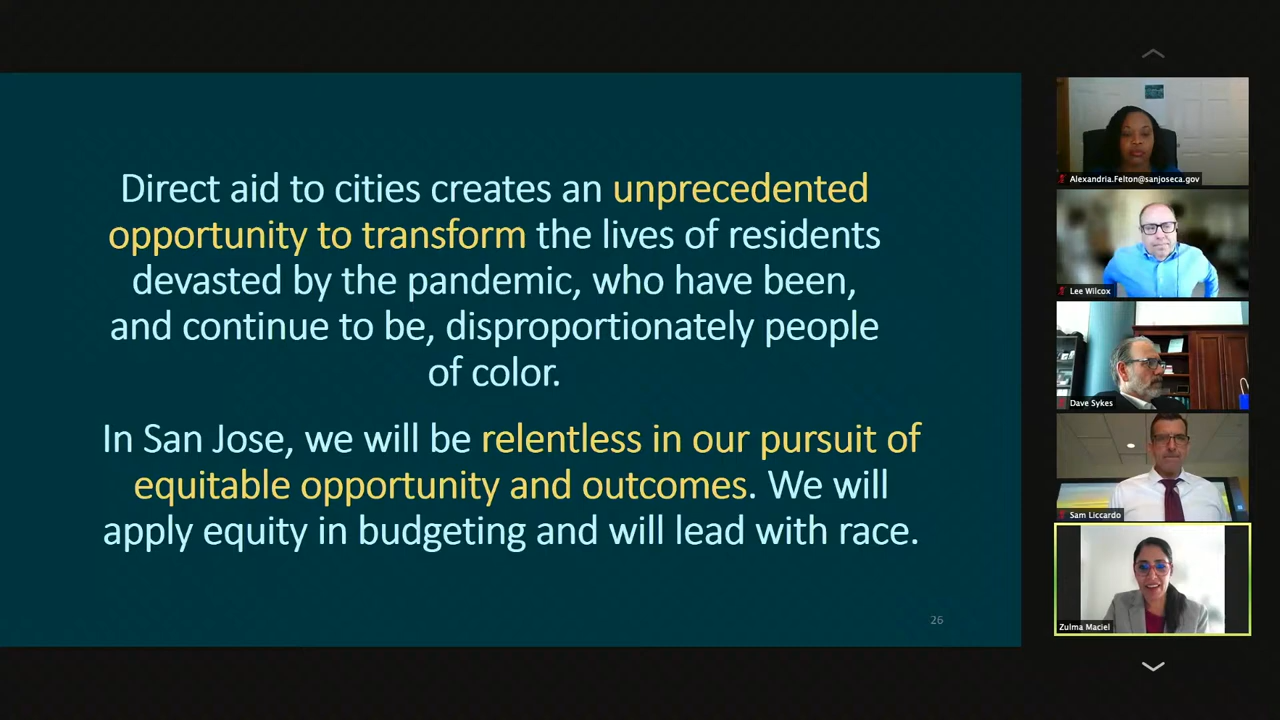 Direct aid to cities creates an unprecedented
opportunity to transform the lives of residents
devasted by the pandemic, who have been,
and continue to be, disproportionately people
of color.
In San Jose, we will be relentless in our pursuit of
equitable opportunity and outcomes. We will
apply equity in budgeting and will lead with race.
26
Alexandria.Felton@sanjoseca.gov
Lee Wilcox
Dave Sykes
Sam Liccardo
Zulma Maciel